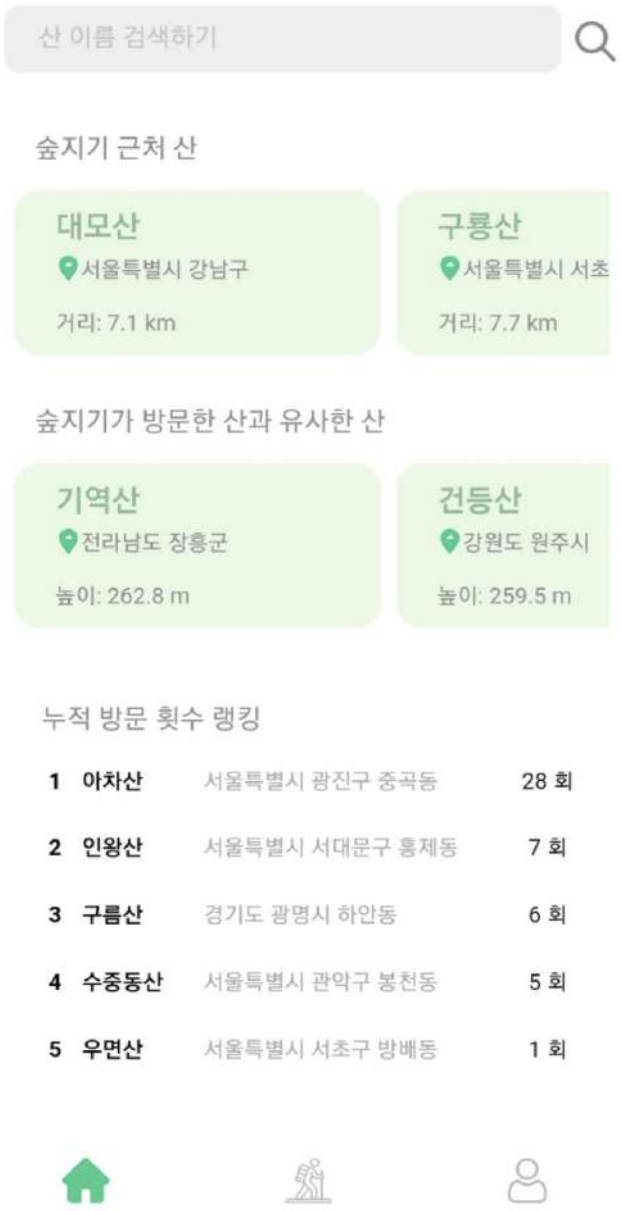 산 이름 검색하기
숲지기 근처 산
대모산
서울특별시 강남구
거리: 7.1 km
구룡산
서울특별시 서초
거리: 7.7 km
숲지기가 방문한 산과 유사한 산
기역산
전라남도 장흥군
높이: 262.8 m
건등산
강원도 원주시
높이: 259.5 m
누적 방문 횟수 랭킹
1 아차산 서울특별시 광진구 중곡동 28 회
2 인왕산 서울특별시 서대문구 홍제동 7 회
3 구름산 경기도 광명시 하안동 6 회
4 수중동산 서울특별시 관악구 봉천동 5 회
5 우면산 서울특별시 서초구 방배동 1 회